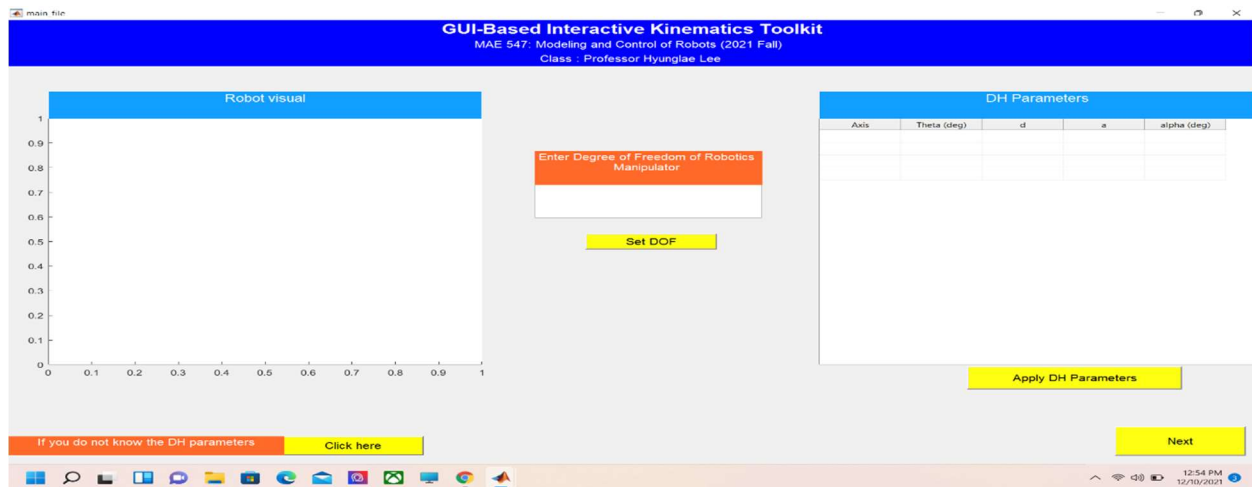 main_file
GUI-Based Interactive Kinematics Toolkit
MAE 547: Modeling and Control of Robots (2021 Fall)
Class : Professor Hyunglae Lee
Robot visual
DH Parameters
Axis Theta (deg) d a alpha (deg)
Enter Degree of Freedom of Robotics
Manipulator
Set DOF
1
0.9
0.8
0.7
0.6
0.5
0.4
0.3
0.2
0.1
0
0 0.1 0.2 0.3 0.4 0.5 0.6 0.7 0.8 0.9 1
Apply DH Parameters
If you do not know the DH parameters
Click here
Next
12:54 PM
12/10/2021
3